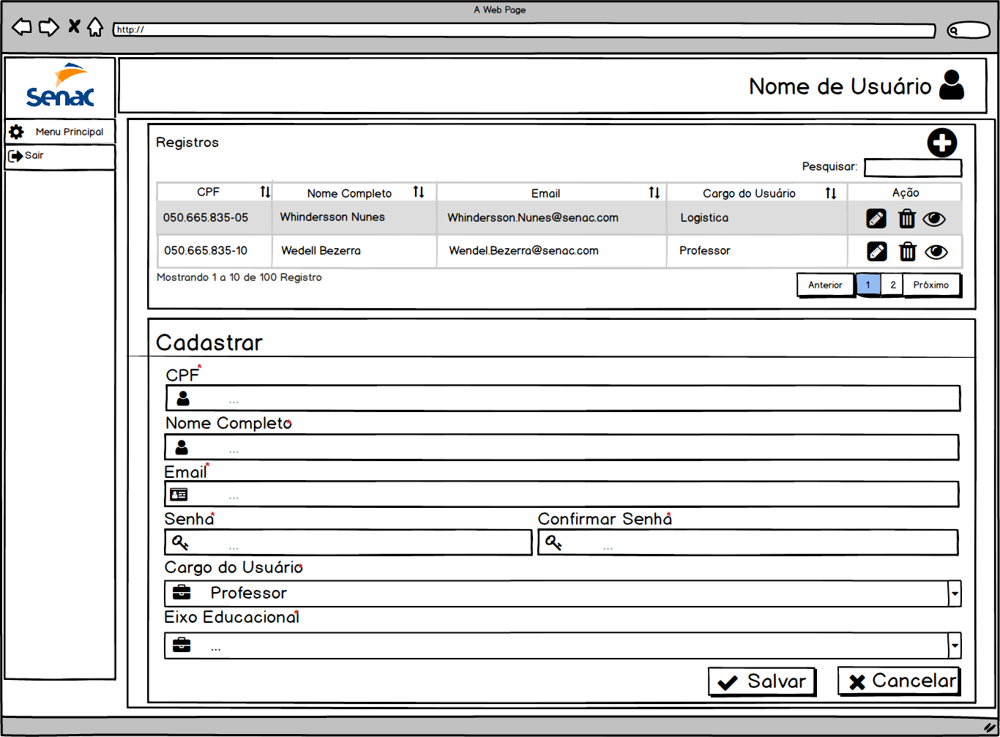 A Web Page
http://
Senac
Nome de Usuário
Menu Principal
Sair
Registros
Pesquisar:
CPF Nome Completo Email Cargo do Usuário Ação
050.665.835-05 Whindersson Nunes Whindersson.Nunes@senac.com Logistica
050.665.835-10 Wedell Bezerra Wendel.Bezerra@senac.com Professor
Mostrando 1 a 10 de 100 Registro
Anterior 1 2 Próximo
Cadastrar
CPF*
...
Nome Completo*
...
Email*
...
Senha* Confirmar Senha*
... ...
Cargo do Usuário*
Professor
Eixo Educacional*
...
Salvar Cancelar